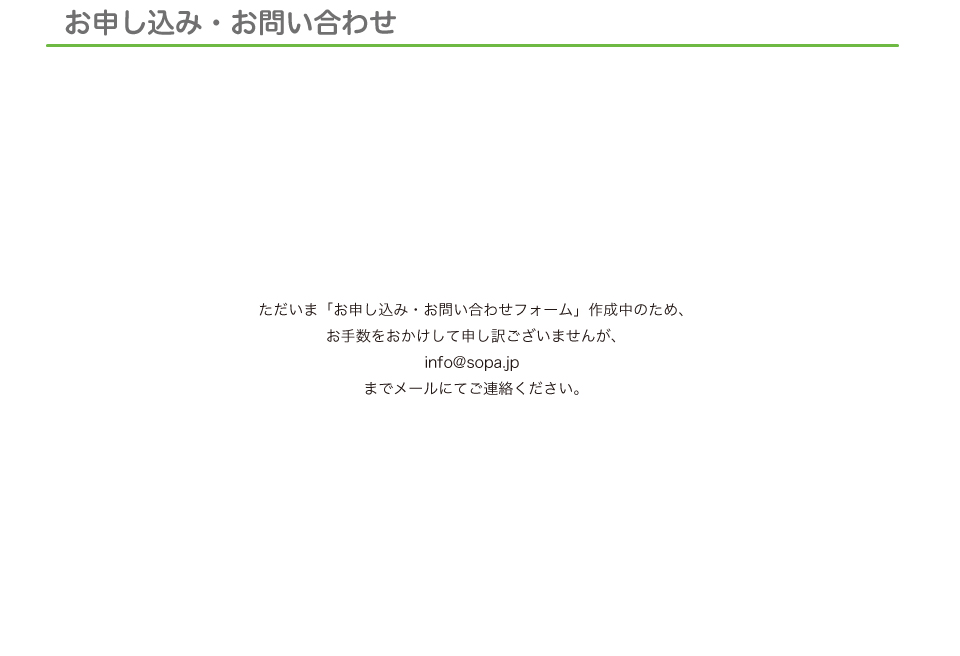 お申し込み・お問い合わせ
ただいま「お申し込み・お問い合わせフォーム」作成中のため、
お手数をおかけして申し訳ございませんが、
info@sopa.jp
までメールにてご連絡ください。